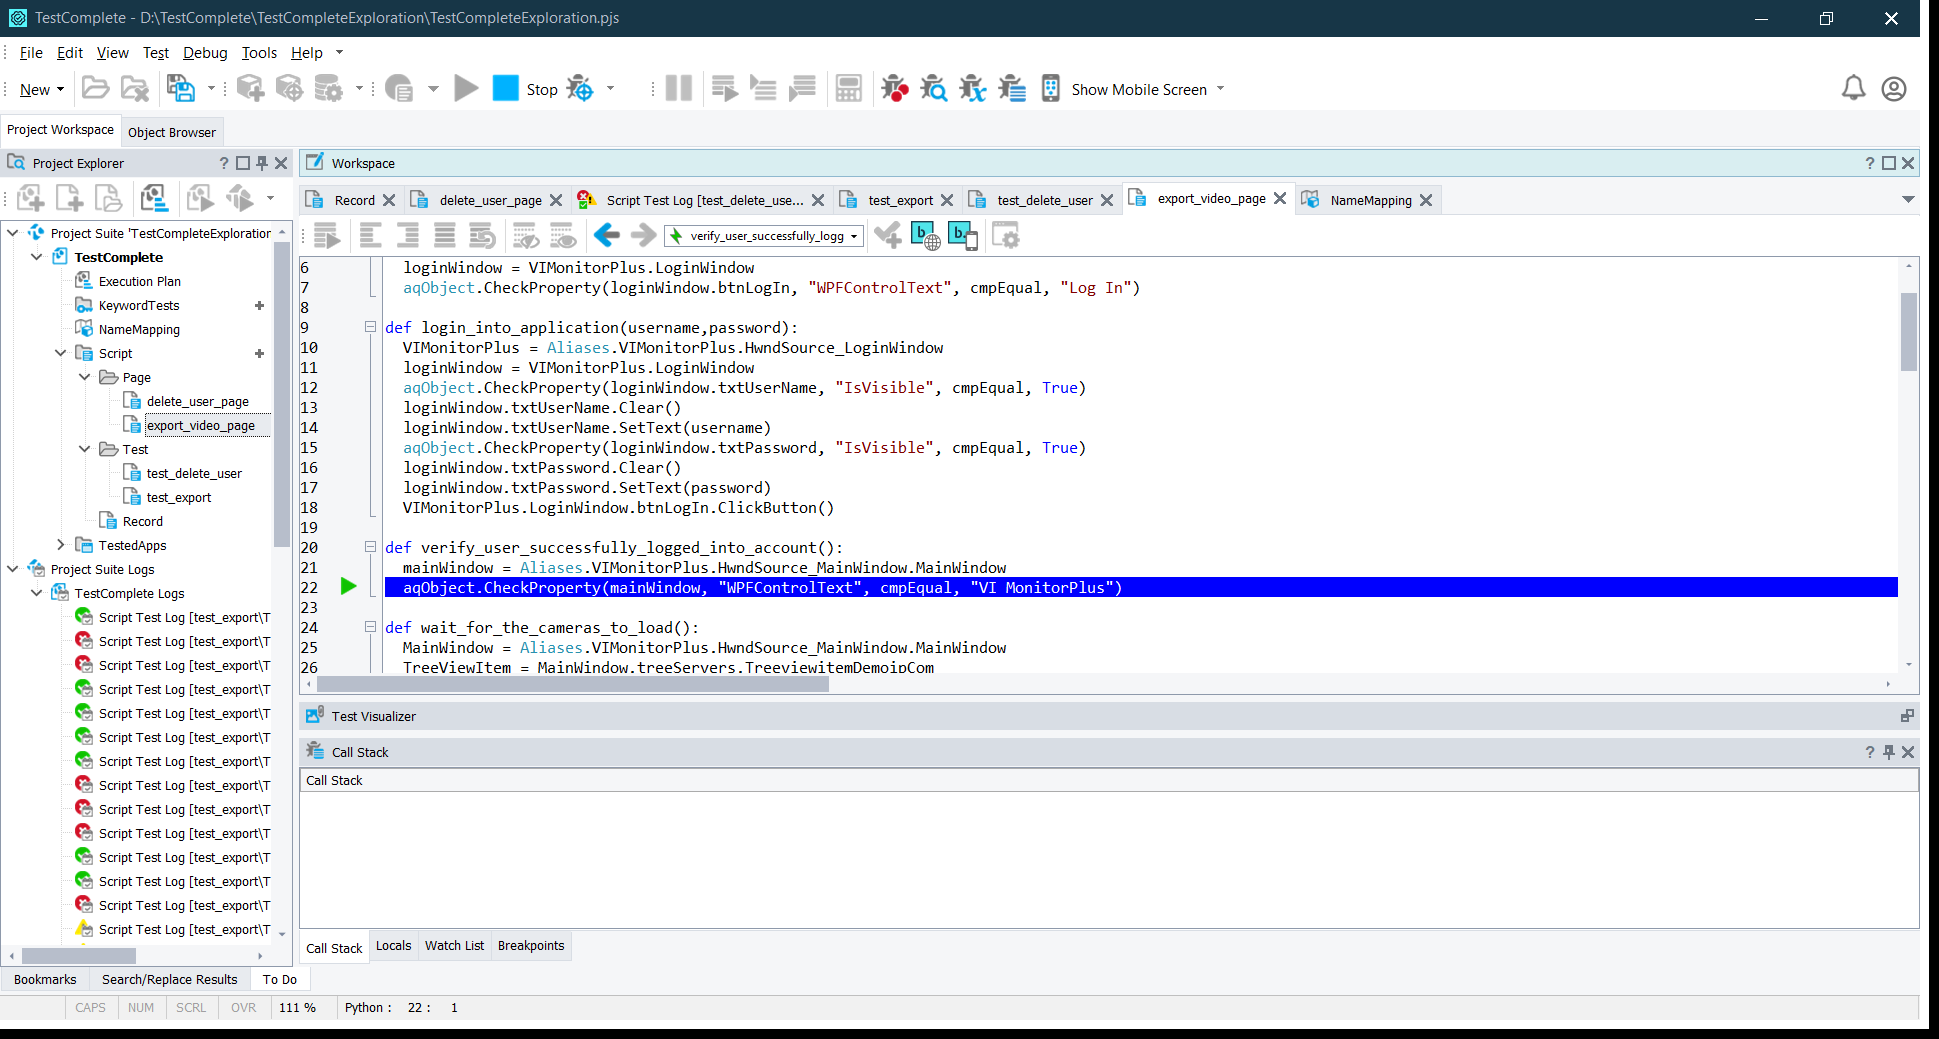 TestComplete - D:\TestComplete\TestCompleteExploration\TestCompleteExploration.pjs
File Edit View Test Debug Tools Help
New Stop Show Mobile Screen
Project Workspace Object Browser
Project Explorer ?
Project Suite 'TestCompleteExploration
TestComplete
Execution Plan
KeywordTests
NameMapping
Script
Page
delete_user_page
export_video_page
Test
test_delete_user
test_export
Record
TestedApps
Project Suite Logs
TestComplete Logs
Script Test Log [test_export\T
Script Test Log [test_export\T
Script Test Log [test_export\T
Script Test Log [test_export\T
Script Test Log [test_export\T
Script Test Log [test_export\T
Script Test Log [test_export\T
Script Test Log [test_export\T
Script Test Log [test_export\T
Script Test Log [test_export\T
Script Test Log [test_export\T
Script Test Log [test_export\T
Script Test Log [test_export\T
Script Test Log [test_export\T
Bookmarks Search/Replace Results To Do
Workspace ?
Record delete_user_page Script Test Log [test_delete_use... test_export test_delete_user export_video_page NameMapping
verify_user_successfully_logg
6 loginWindow = VIMonitorPlus.LoginWindow
7 aqObject.CheckProperty(loginWindow.btnLogIn, "WPFControlText", cmpEqual, "Log In")
8
9 def login_into_application(username,password):
10 VIMonitorPlus = Aliases.VIMonitorPlus.HwndSource_LoginWindow
11 loginWindow = VIMonitorPlus.LoginWindow
12 aqObject.CheckProperty(loginWindow.txtUserName, "IsVisible", cmpEqual, True)
13 loginWindow.txtUserName.Clear()
14 loginWindow.txtUserName.SetText(username)
15 aqObject.CheckProperty(loginWindow.txtPassword, "IsVisible", cmpEqual, True)
16 loginWindow.txtPassword.Clear()
17 loginWindow.txtPassword.SetText(password)
18 VIMonitorPlus.LoginWindow.btnLogIn.ClickButton()
19
20 def verify_user_successfully_logged_into_account():
21 mainWindow = Aliases.VIMonitorPlus.HwndSource_MainWindow.MainWindow
22 aqObject.CheckProperty(mainWindow, "WPFControlText", cmpEqual, "VI MonitorPlus")
23
24 def wait_for_the_cameras_to_load():
25 MainWindow = Aliases.VIMonitorPlus.HwndSource_MainWindow.MainWindow
26 TreeViewItem = MainWindow.treeServers.TreeviewitemDemoipCom
Test Visualizer
Call Stack ?
Call Stack
Call Stack Locals Watch List Breakpoints
CAPS NUM SCRL OVR 111 % Python : 22 : 1